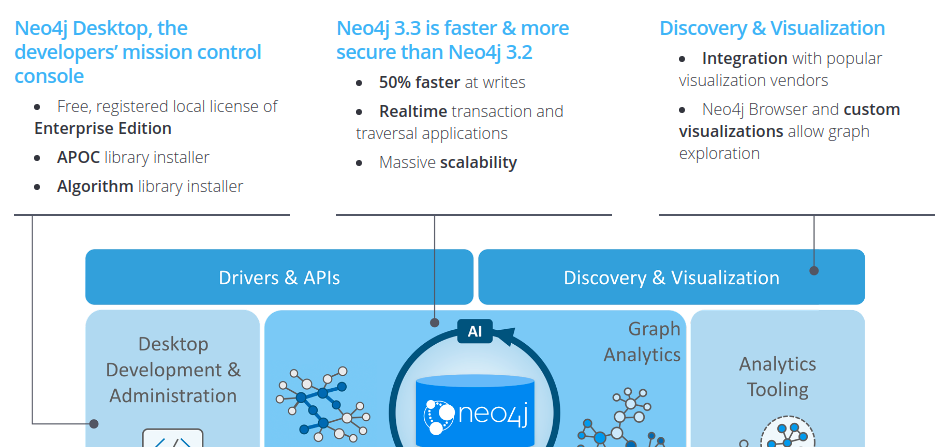 Neo4j Desktop, the
developers’ mission control
console
• Free, registered local license of
Enterprise Edition
• APOC library installer
• Algorithm library installer
Neo4j 3.3 is faster & more
secure than Neo4j 3.2
• 50% faster at writes
• Realtime transaction and
traversal applications
• Massive scalability
Discovery & Visualization
• Integration with popular
visualization vendors
• Neo4j Browser and custom
visualizations allow graph
exploration
Drivers & APIs
Discovery & Visualization
Desktop
Development &
Administration
</>
AI
neo4j
Graph
Analytics
Analytics
Tooling